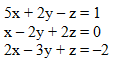 5x + 2y − z = 1
x − 2y + 2z = 0
2x − 3y + z = −2